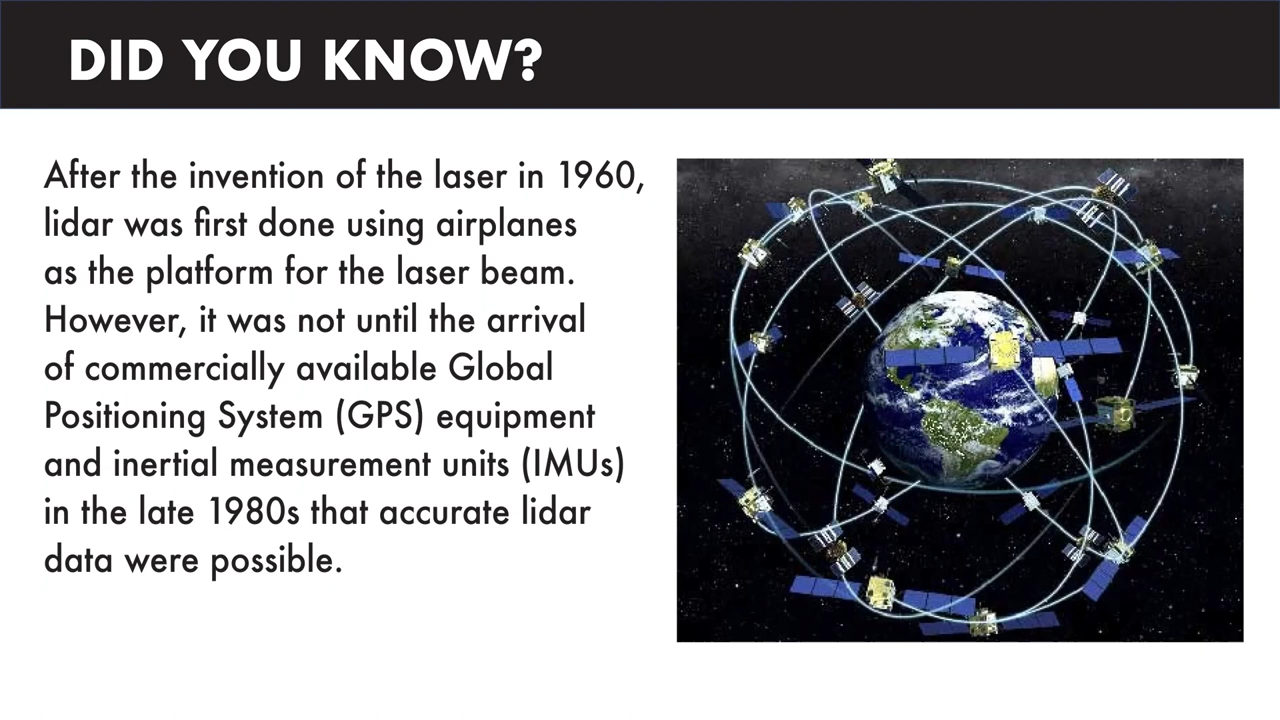 DID YOU KNOW?
After the invention of the laser in 1960,
lidar was first done using airplanes
as the platform for the laser beam.
However, it was not until the arrival
of commercially available Global
Positioning System (GPS) equipment
and inertial measurement units (IMUs)
in the late 1980s that accurate lidar
data were possible.